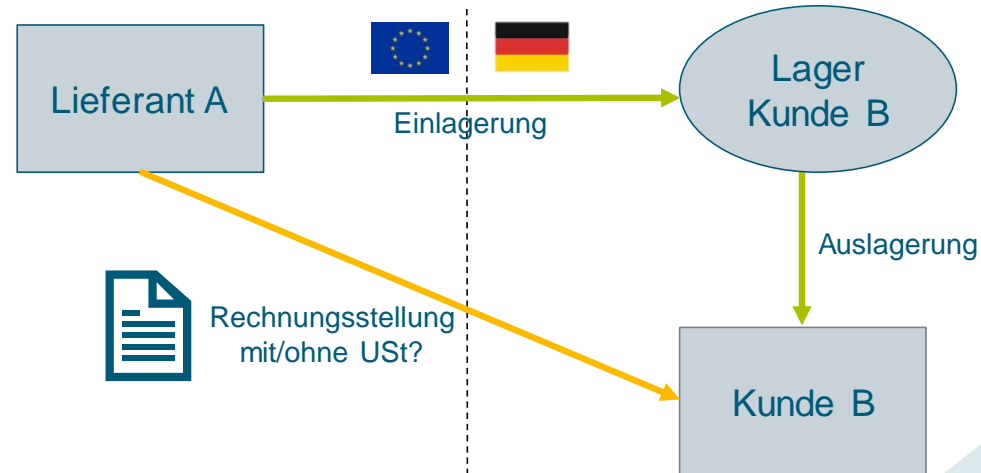 Lieferant A
Einlagerung
Lager
Kunde B
Auslagerung
Rechnungsstellung
mit/ohne USt?
Kunde B